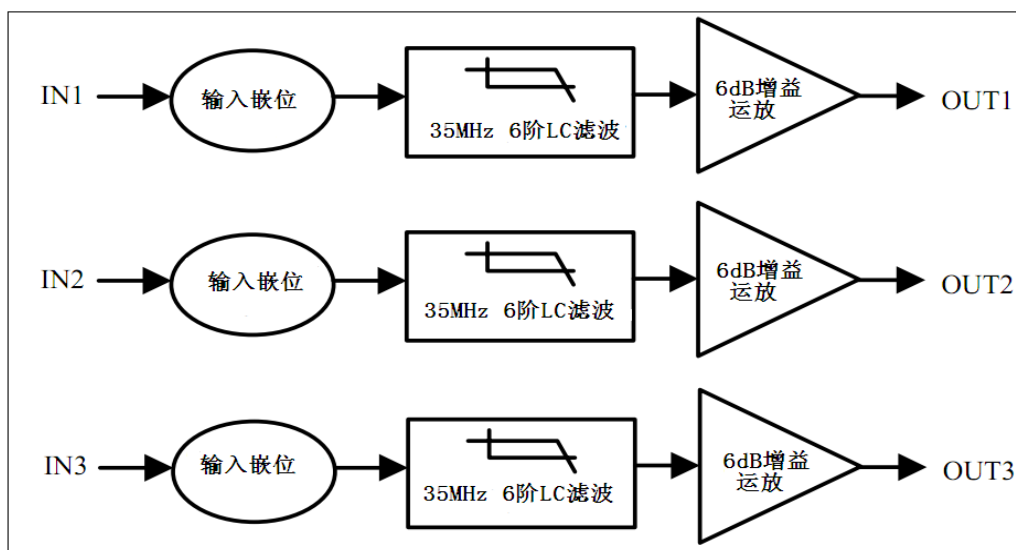 IN1
输入嵌位
35MHz 6阶LC滤波
6dB增益
运放
OUT1
IN2
输入嵌位
35MHz 6阶LC滤波
6dB增益
运放
OUT2
IN3
输入嵌位
35MHz 6阶LC滤波
6dB增益
运放
OUT3